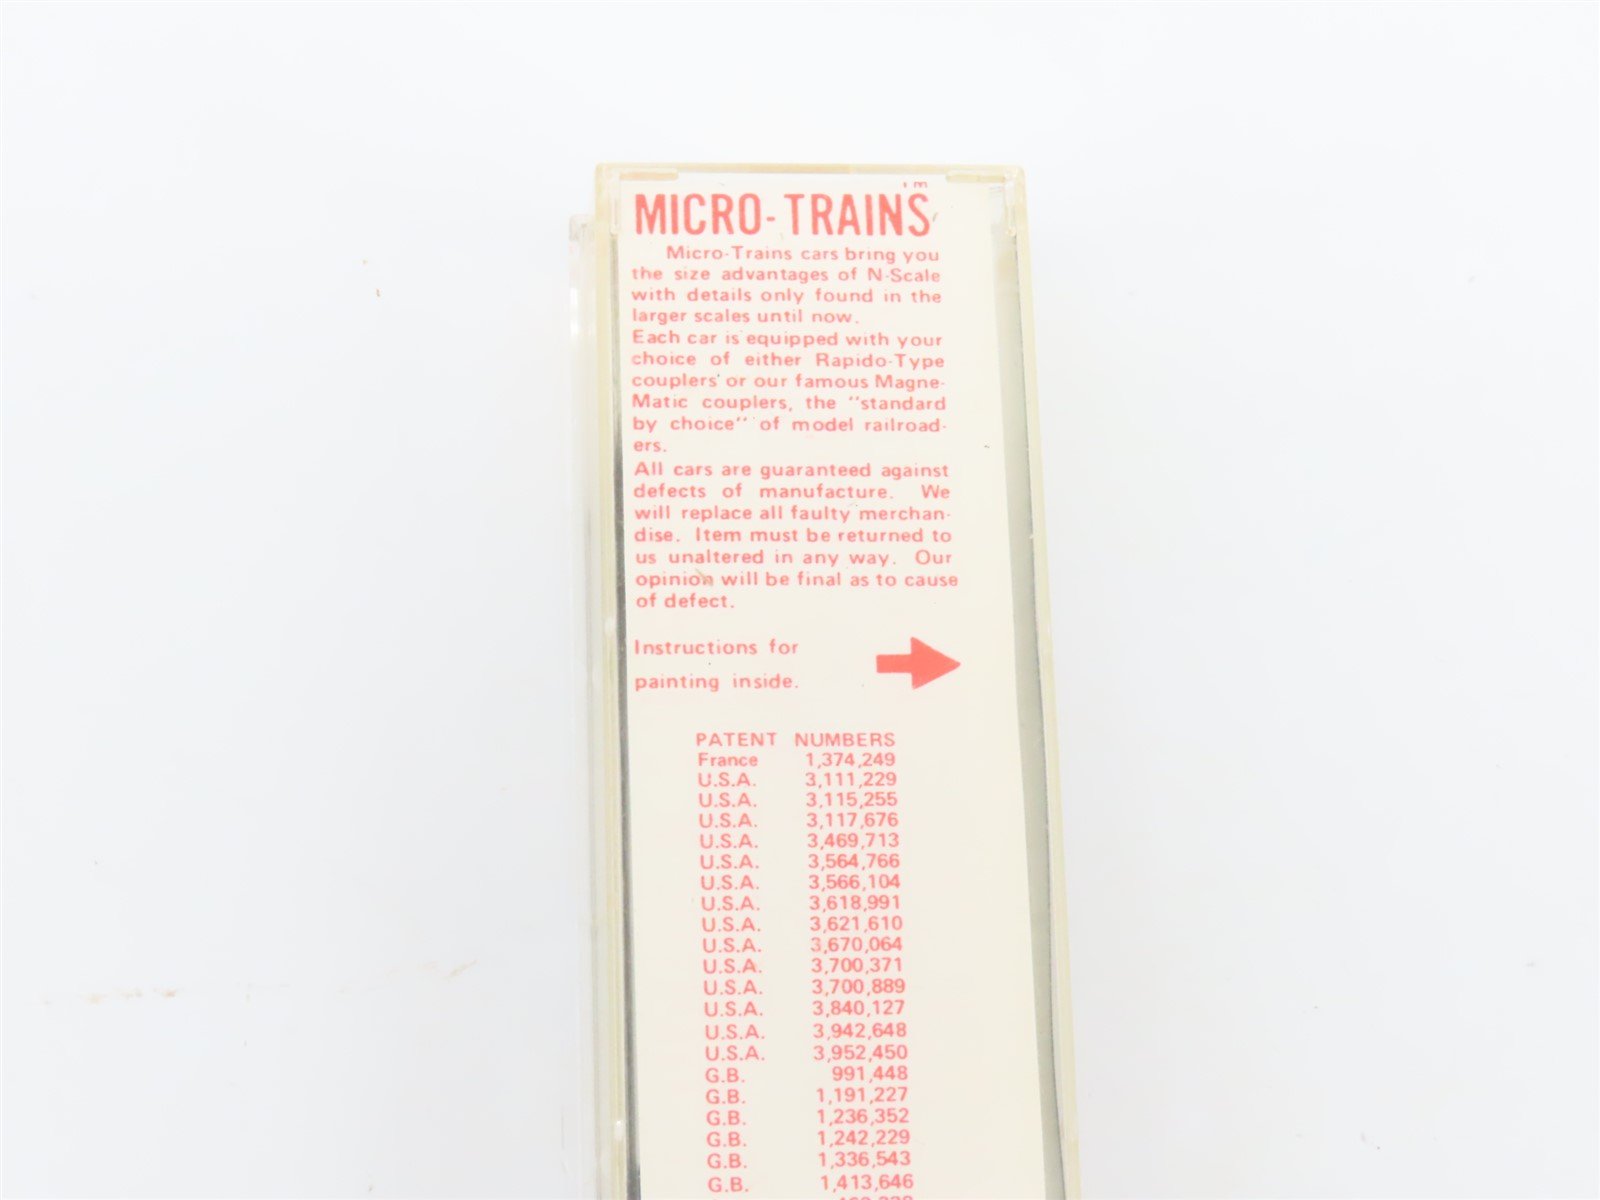 MICRO-TRAINS™
Micro-Trains cars bring you
the size advantages of N-Scale
with details only found in the
larger scales until now.
Each car is equipped with your
choice of either Rapido-Type
couplers or our famous Magne-
Matic couplers, the "standard
by choice" of model railroad-
ers.
All cars are guaranteed against
defects of manufacture. We
will replace all faulty merchan-
dise. Item must be returned to
us unaltered in any way. Our
opinion will be final as to cause
of defect.
Instructions for
painting inside.
PATENT NUMBERS
France 1,374,249
U.S.A. 3,111,229
U.S.A. 3,115,255
U.S.A. 3,117,676
U.S.A. 3,469,713
U.S.A. 3,564,766
U.S.A. 3,566,104
U.S.A. 3,618,991
U.S.A. 3,621,610
U.S.A. 3,670,064
U.S.A. 3,700,371
U.S.A. 3,700,889
U.S.A. 3,840,127
U.S.A. 3,942,648
U.S.A. 3,952,450
G.B. 991,448
G.B. 1,191,227
G.B. 1,236,352
G.B. 1,242,229
G.B. 1,336,543
G.B. 1,413,646